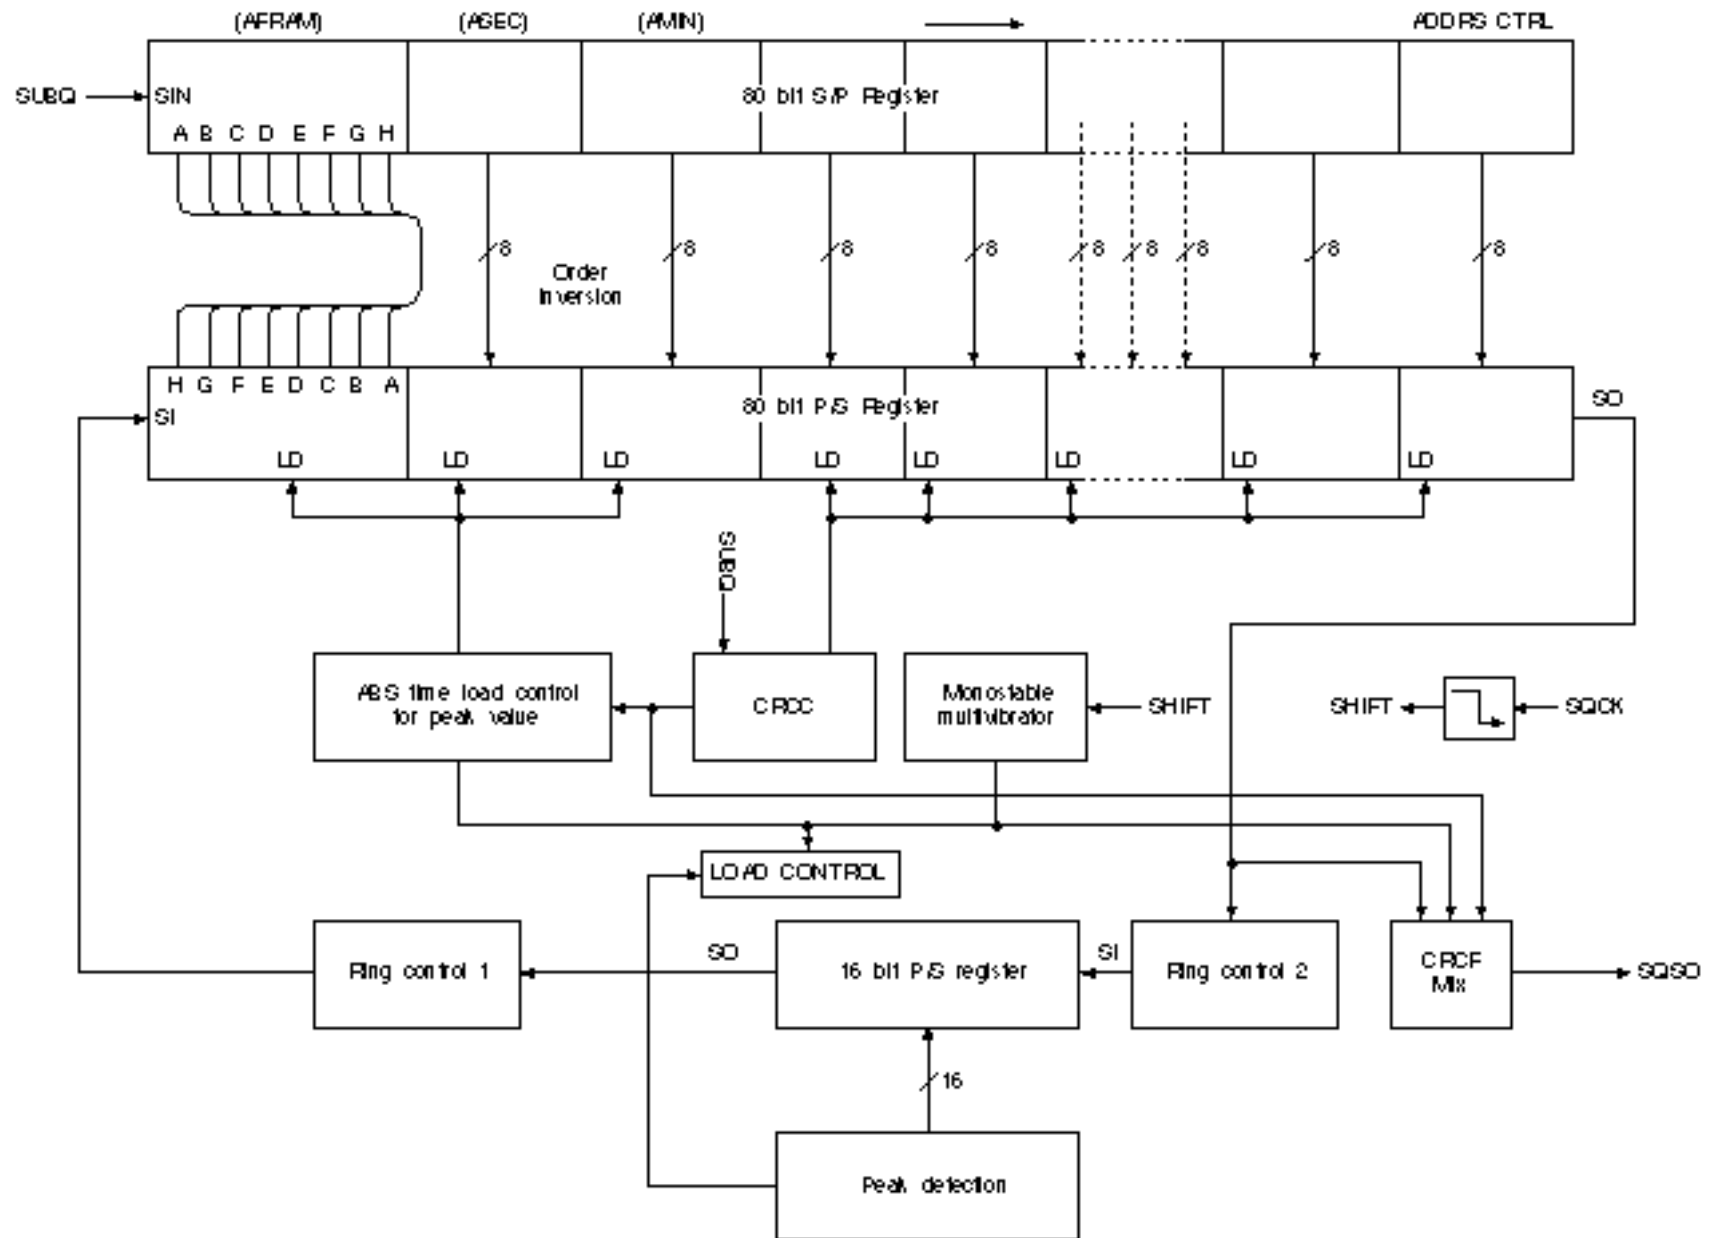 (AFRAM) (ASEC) (AMIN) ADDRS CTRL
SUBQ SIN 80 bit S/P Register
A B C D E F G H
8 8 8 8 8 8 8 8 8
Order
Inversion
H G F E D C B A
SI 80 bit P/S Register SO
LD LD LD LD LD LD LD LD
SUBQ
ABS time load control
for peak value
CRCC
Monostable
multivibrator
SHIFT
SHIFT
SQCK
LOAD CONTROL
Ring control 1
SO
16 bit P/S register
SI
Ring control 2
CRCF
Mix
SQSO
16
Peak detection